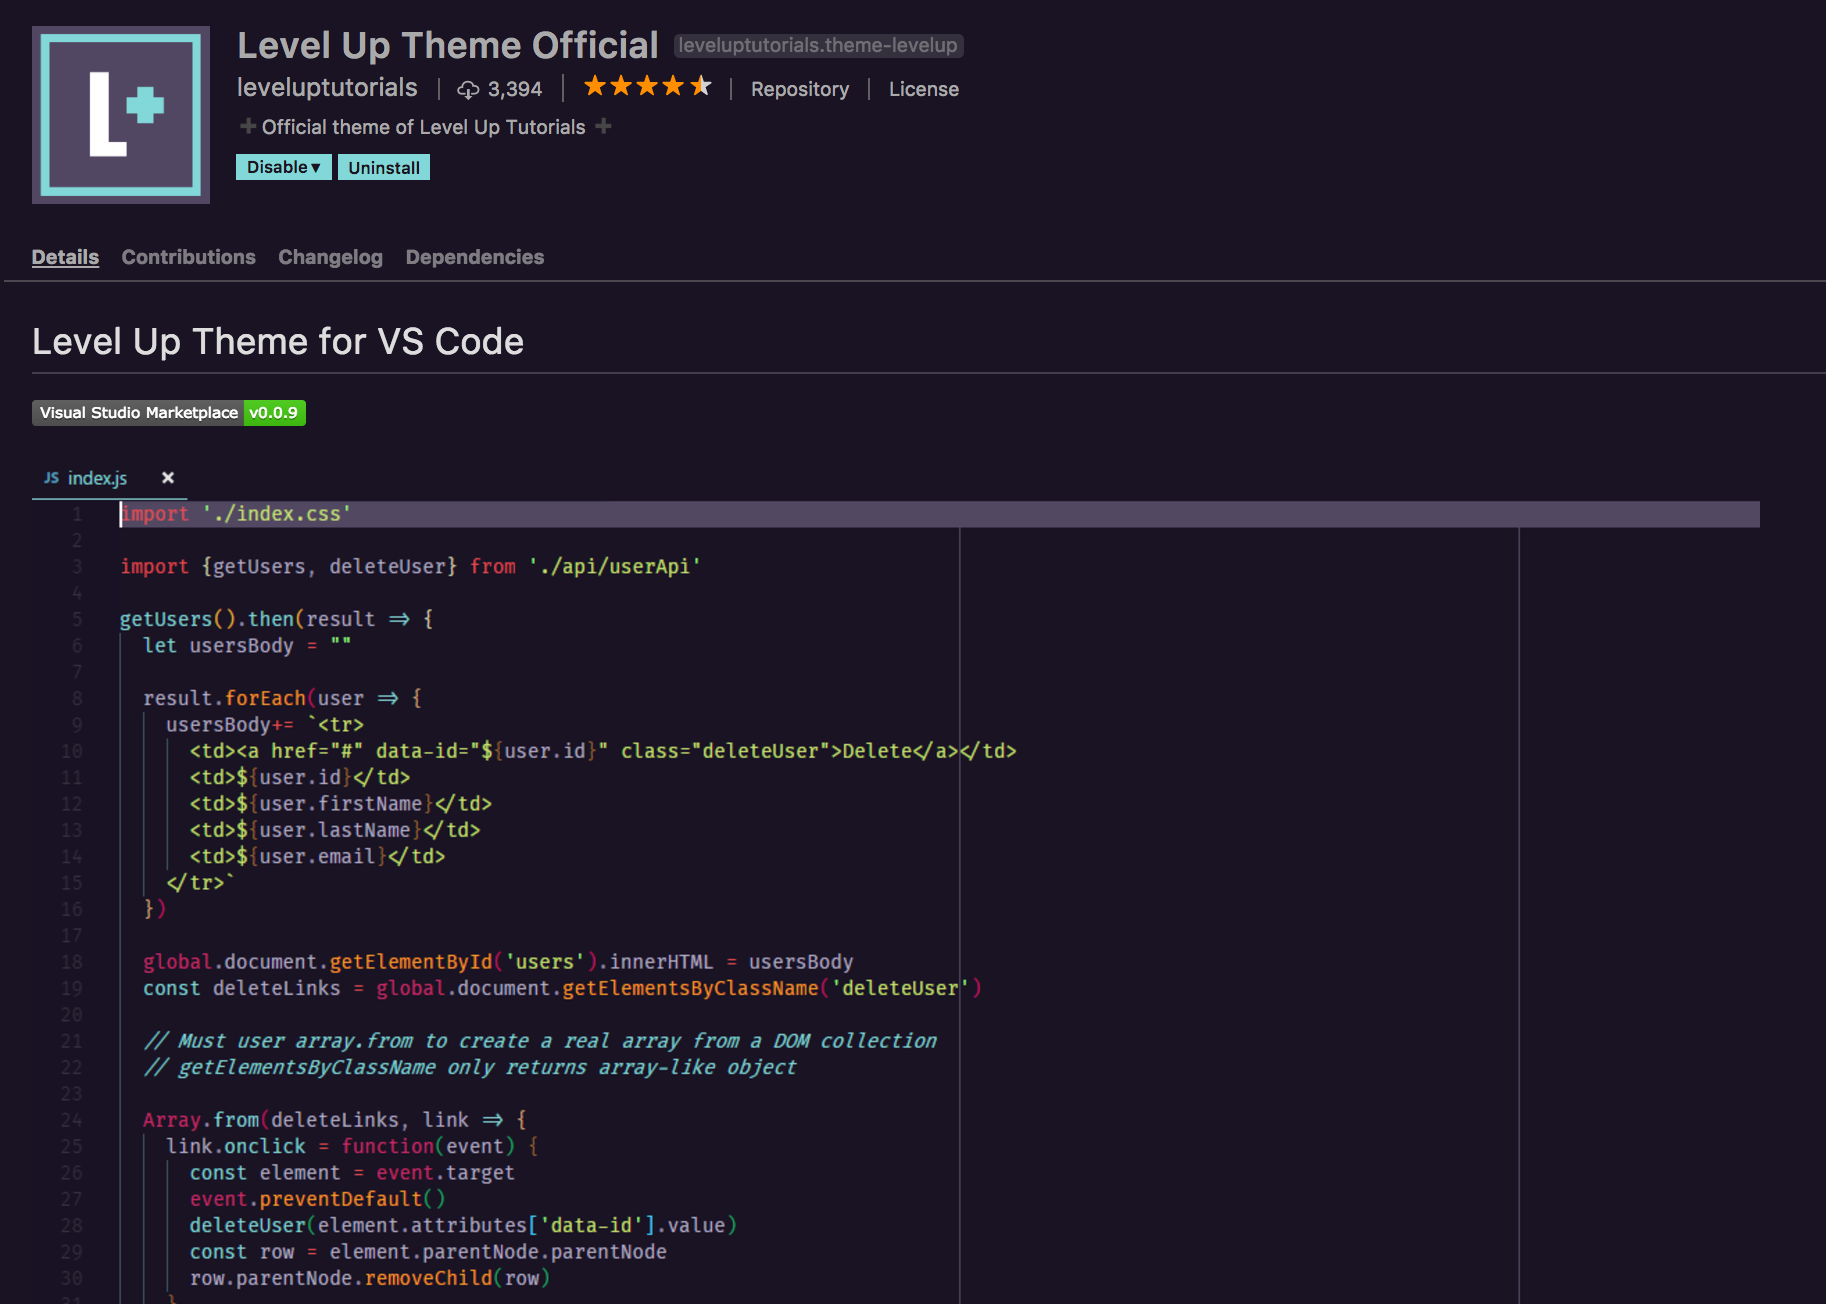 Level Up Theme Official leveluptutorials.theme-levelup
leveluptutorials | 3,394 | | Repository | License
Official theme of Level Up Tutorials
Disable▾ Uninstall
Details Contributions Changelog Dependencies
Level Up Theme for VS Code
Visual Studio Marketplace v0.0.9
JS index.js ×
1 import './index.css'
2
3 import {getUsers, deleteUser} from './api/userApi'
4
5 getUsers().then(result => {
6 let usersBody = ""
7
8 result.forEach(user => {
9 usersBody+= `<tr>
10 <td><a href="#" data-id="${user.id}" class="deleteUser">Delete</a></td>
11 <td>${user.id}</td>
12 <td>${user.firstName}</td>
13 <td>${user.lastName}</td>
14 <td>${user.email}</td>
15 </tr>`
16 })
17
18 global.document.getElementById('users').innerHTML = usersBody
19 const deleteLinks = global.document.getElementsByClassName('deleteUser')
20
21 // Must user array.from to create a real array from a DOM collection
22 // getElementsByClassName only returns array-like object
23
24 Array.from(deleteLinks, link => {
25 link.onclick = function(event) {
26 const element = event.target
27 event.preventDefault()
28 deleteUser(element.attributes['data-id'].value)
29 const row = element.parentNode.parentNode
30 row.parentNode.removeChild(row)
31 }